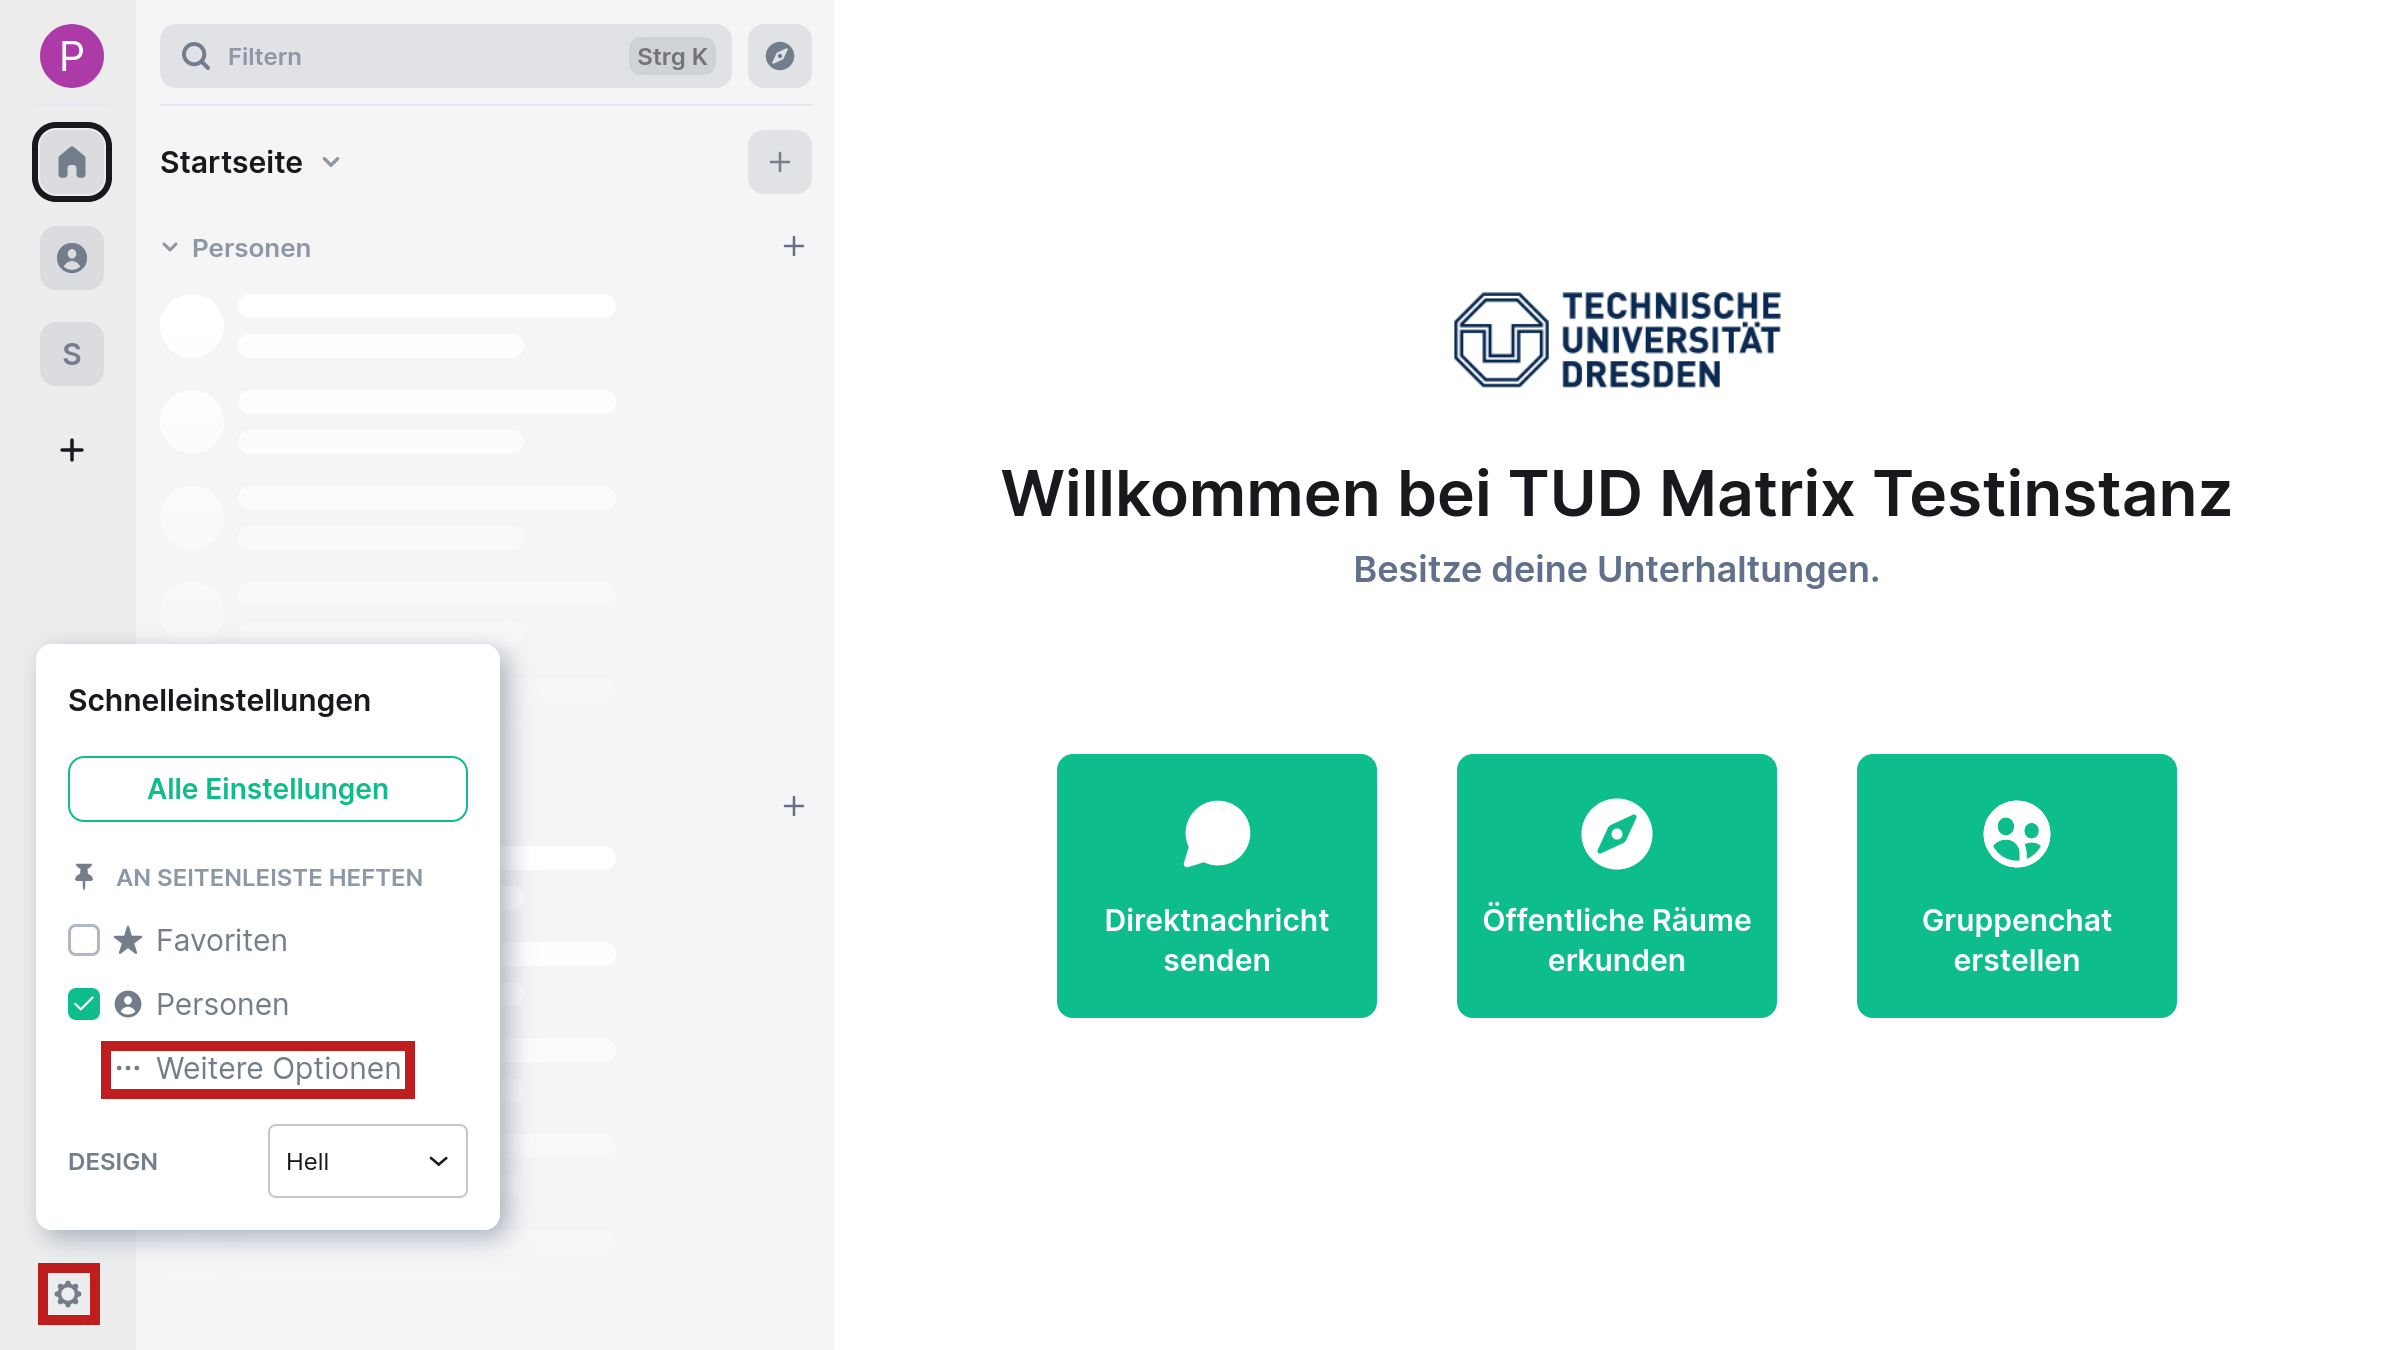 P
Filtern
Strg K
Startseite
Personen
S
Schnelleinstellungen
Alle Einstellungen
AN SEITENLEISTE HEFTEN
Favoriten
Personen
Weitere Optionen
DESIGN
Hell
TECHNISCHE
UNIVERSITÄT
DRESDEN
Willkommen bei TUD Matrix Testinstanz
Besitze deine Unterhaltungen.
Direktnachricht
senden
Öffentliche Räume
erkunden
Gruppenchat
erstellen